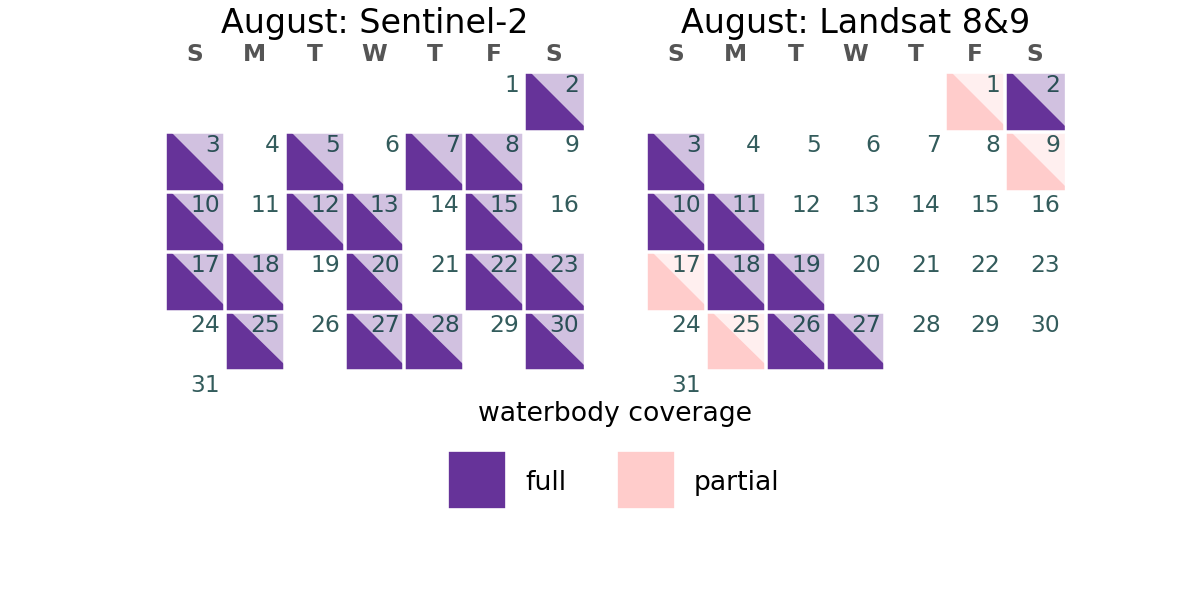 August: Sentinel-2
S M T W T F S
1 2
3 4 5 6 7 8 9
10 11 12 13 14 15 16
17 18 19 20 21 22 23
24 25 26 27 28 29 30
31
August: Landsat 8&9
S M T W T F S
1 2
3 4 5 6 7 8 9
10 11 12 13 14 15 16
17 18 19 20 21 22 23
24 25 26 27 28 29 30
31
waterbody coverage
full partial